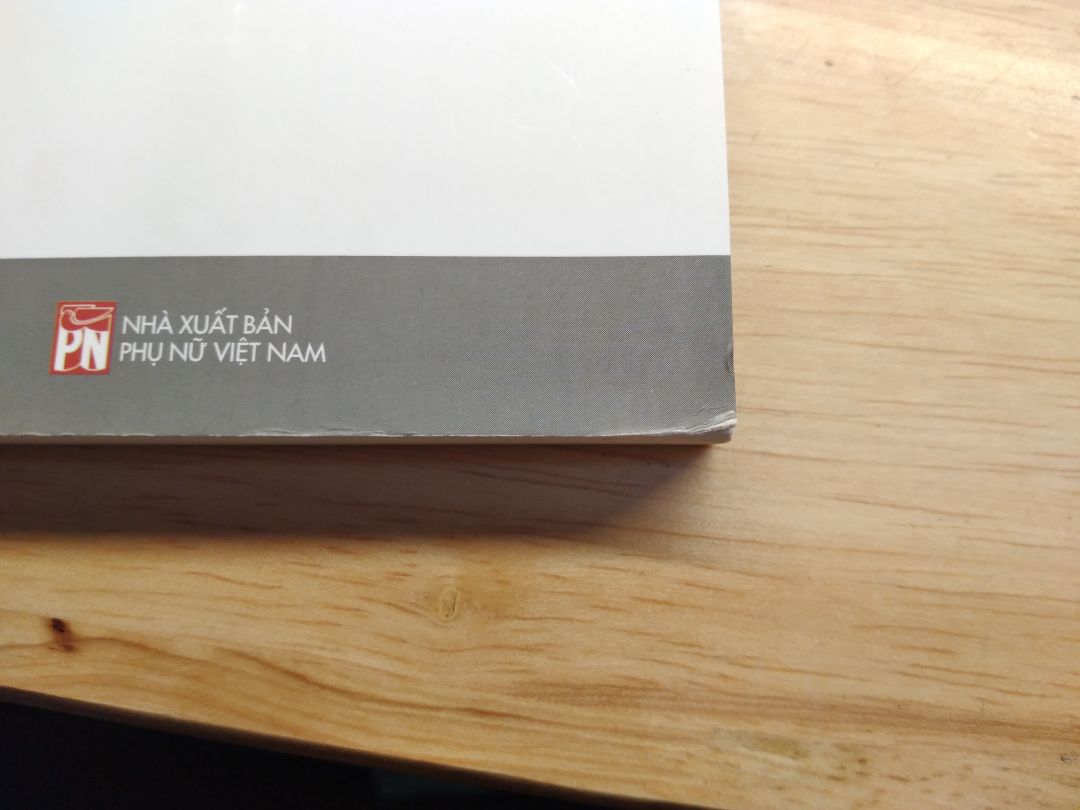 PN
NHÀ XUẤT BẢN
PHỤ NỮ VIỆT NAM